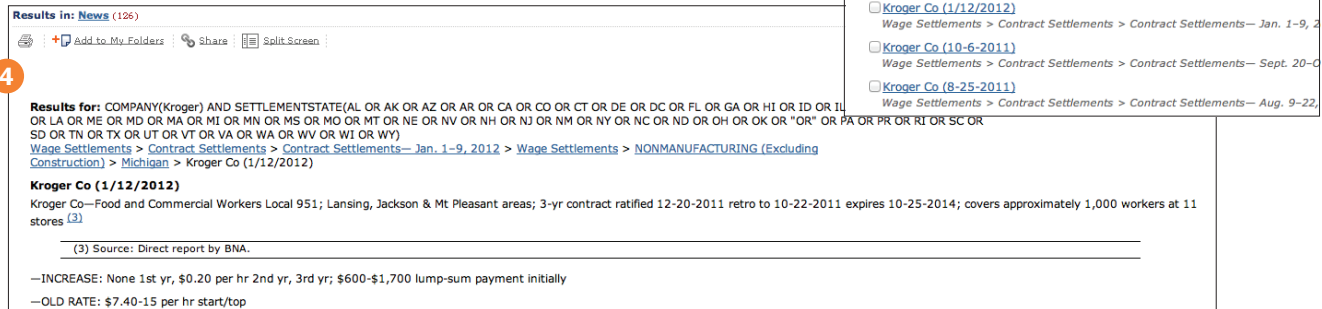 Results in: News (126)
Add to My Folders Share Split Screen
4
Kroger Co (1/12/2012)
Wage Settlements > Contract Settlements > Contract Settlements— Jan. 1–9, 2
Kroger Co (10-6-2011)
Wage Settlements > Contract Settlements > Contract Settlements— Sept. 20–O
Kroger Co (8-25-2011)
Wage Settlements > Contract Settlements > Contract Settlements— Aug. 9–22,
Results for: COMPANY(Kroger) AND SETTLEMENTSTATE(AL OR AK OR AZ OR AR OR CA OR CO OR CT OR DE OR DC OR FL OR GA OR HI OR ID OR IL
OR LA OR ME OR MD OR MA OR MI OR MN OR MS OR MO OR MT OR NE OR NV OR NH OR NJ OR NM OR NY OR NC OR ND OR OH OR OK OR "OR" OR PA OR PR OR RI OR SC OR
SD OR TN OR TX OR UT OR VT OR VA OR WA OR WV OR WI OR WY)
Wage Settlements > Contract Settlements > Contract Settlements— Jan. 1–9, 2012 > Wage Settlements > NONMANUFACTURING (Excluding
Construction) > Michigan > Kroger Co (1/12/2012)
Kroger Co (1/12/2012)
Kroger Co—Food and Commercial Workers Local 951; Lansing, Jackson & Mt Pleasant areas; 3-yr contract ratified 12-20-2011 retro to 10-22-2011 expires 10-25-2014; covers approximately 1,000 workers at 11
stores (3)
(3) Source: Direct report by BNA.
—INCREASE: None 1st yr, $0.20 per hr 2nd yr, 3rd yr; $600-$1,700 lump-sum payment initially
—OLD RATE: $7.40-15 per hr start/top